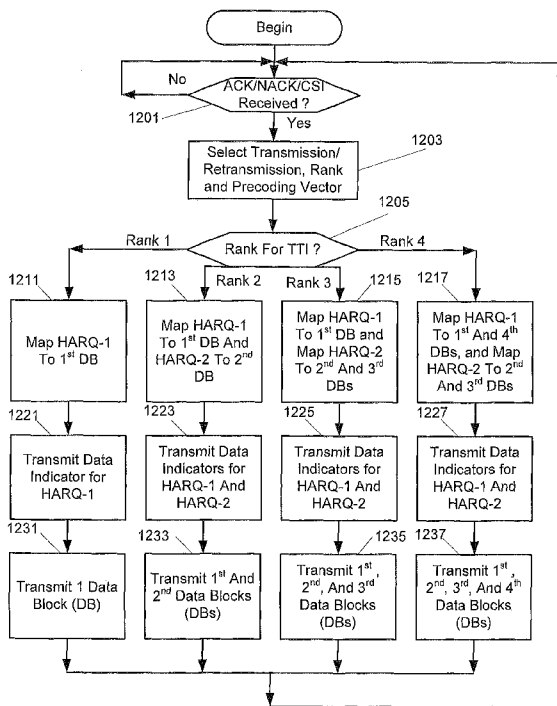 Begin
No
ACK/NACK/CSI
Received ?
1201
Yes
1203
Select Transmission/
Retransmission, Rank
and Precoding Vector
1205
Rank 1
Rank For TTI ?
Rank 4
1211
1213
Rank 2
Rank 3
1215
1217
Map HARQ-1
To 1st DB
Map HARQ-1
To 1st DB And
HARQ-2 To 2nd
DB
Map HARQ-1
To 1st DB and
Map HARQ-2
To 2nd And 3rd
DBs
Map HARQ-1
To 1st And 4th
DBs, and Map
HARQ-2 To 2nd
And 3rd DBs
1221
1223
1225
1227
Transmit Data
Indicator for
HARQ-1
Transmit Data
Indicators for
HARQ-1 And
HARQ-2
Transmit Data
Indicators for
HARQ-1 And
HARQ-2
Transmit Data
Indicators for
HARQ-1 And
HARQ-2
1231
1233
1235
1237
Transmit 1 Data
Block (DB)
Transmit 1st And
2nd Data Blocks
(DBs)
Transmit 1st,
2nd, And 3rd
Data Blocks
(DBs)
Transmit 1st,
2nd, 3rd, And 4th
Data Blocks
(DBs)